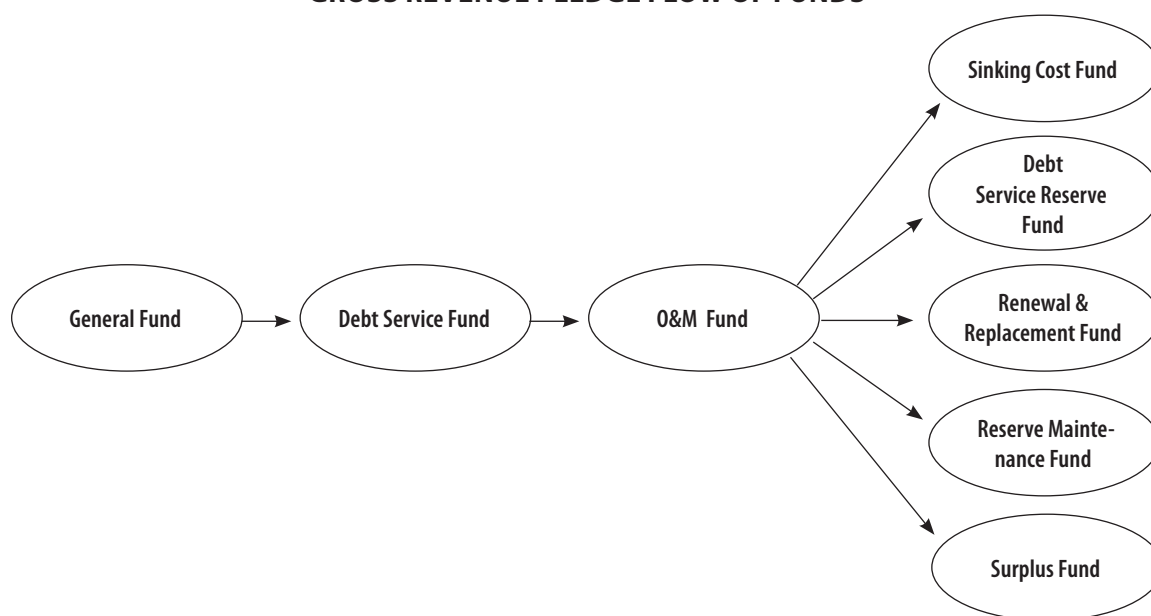 General Fund
Debt Service Fund
O&M Fund
Sinking Cost Fund
Debt
Service Reserve
Fund
Renewal &
Replacement Fund
Reserve Mainte-
nance Fund
Surplus Fund